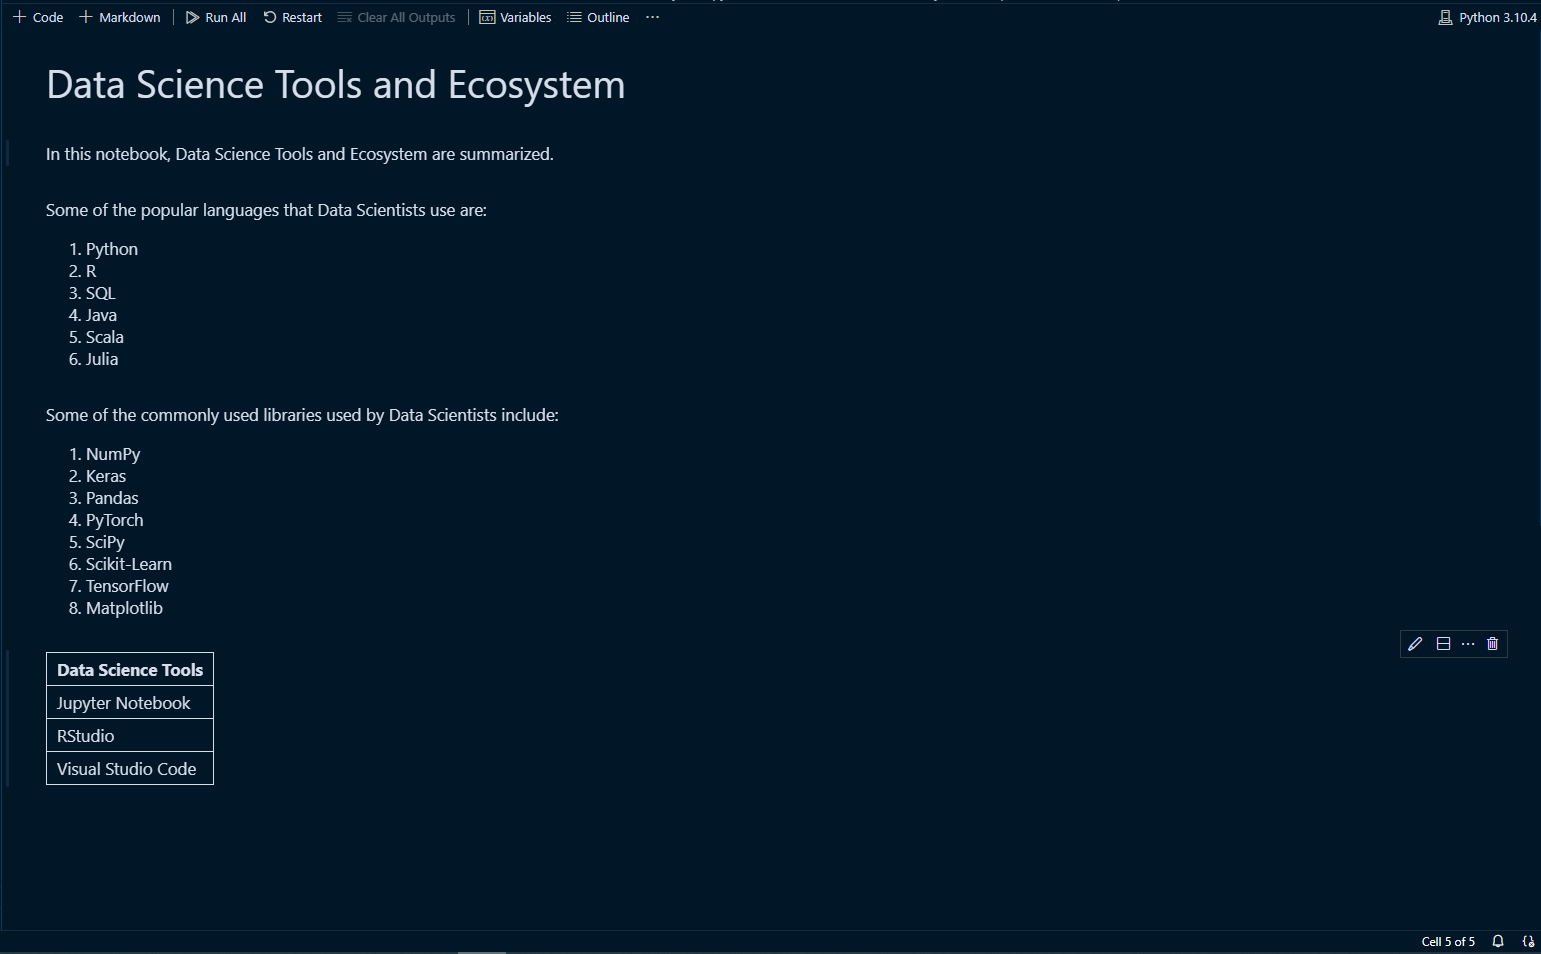 Code Markdown Run All Restart Clear All Outputs Variables Outline ··· Python 3.10.4
Data Science Tools and Ecosystem
In this notebook, Data Science Tools and Ecosystem are summarized.
Some of the popular languages that Data Scientists use are:
1. Python
2. R
3. SQL
4. Java
5. Scala
6. Julia
Some of the commonly used libraries used by Data Scientists include:
1. NumPy
2. Keras
3. Pandas
4. PyTorch
5. SciPy
6. Scikit-Learn
7. TensorFlow
8. Matplotlib
Data Science Tools
Jupyter Notebook
RStudio
Visual Studio Code
Cell 5 of 5